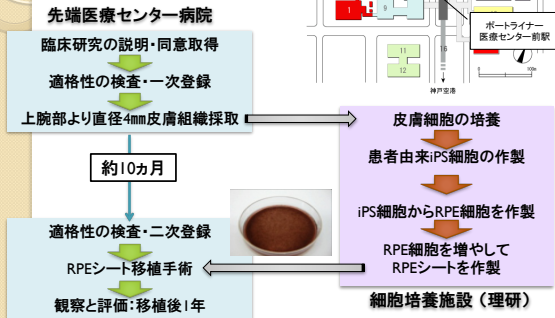 先端医療センター病院
臨床研究の説明・同意取得
適格性の検査・一次登録
上腕部より直径4mm皮膚組織採取
約10ヵ月
適格性の検査・二次登録
RPEシート移植手術
観察と評価:移植後1年
1
9
11
12
16
ポートライナー
医療センター前駅
0
100m
神戸空港
皮膚細胞の培養
患者由来iPS細胞の作製
iPS細胞からRPE細胞を作製
RPE細胞を増やして
RPEシートを作製
細胞培養施設（理研）